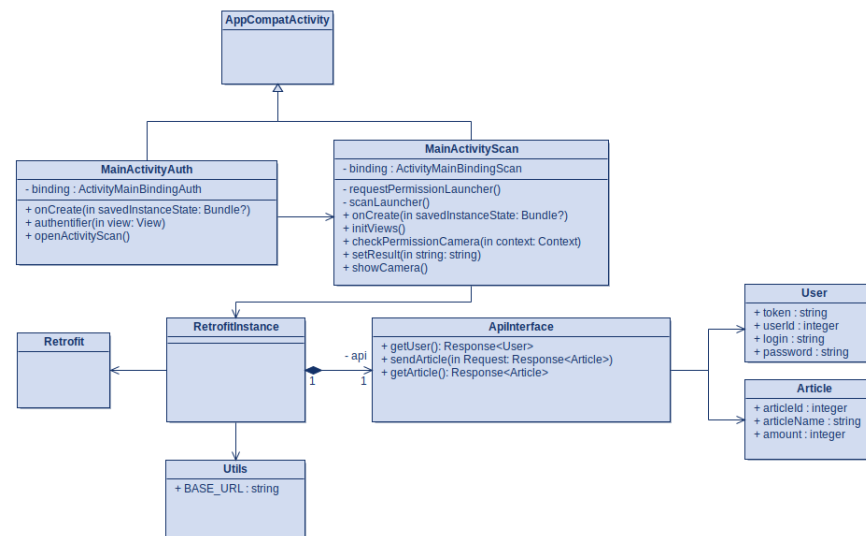 AppCompatActivity
MainActivityAuth
- binding : ActivityMainBindingAuth
+ onCreate(in savedInstanceState: Bundle?)
+ authentifier(in view: View)
+ openActivityScan()
MainActivityScan
- binding : ActivityMainBindingScan
- requestPermissionLauncher()
- scanLauncher()
+ onCreate(in savedInstanceState: Bundle?)
+ initViews()
+ checkPermissionCamera(in context: Context)
+ setResult(in string: string)
+ showCamera()
Retrofit
RetrofitInstance
- api
1
1
ApiInterface
+ getUser(): Response<User>
+ sendArticle(in Request: Response<Article>)
+ getArticle(): Response<Article>
User
+ token : string
+ userId : integer
+ login : string
+ password : string
Article
+ articleId : integer
+ articleName : string
+ amount : integer
Utils
+ BASE_URL : string